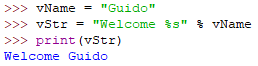 >>> vName = "Guido"
>>> vStr = "Welcome %s" % vName
>>> print(vStr)
Welcome Guido